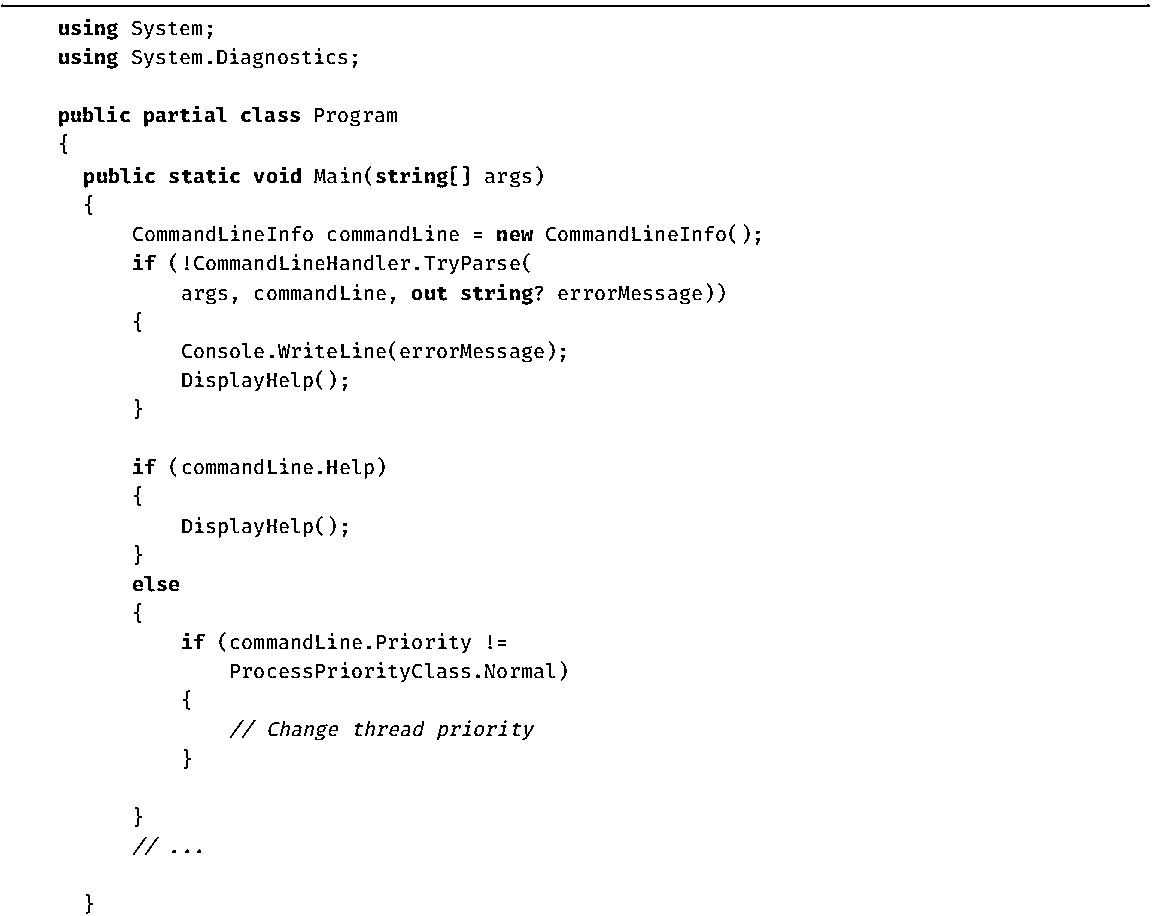 using System;
using System.Diagnostics;
public partial class Program
{
public static void Main(string[] args)
{
CommandLineInfo commandLine = new CommandLineInfo();
if (!CommandLineHandler.TryParse(
args, commandLine, out string? errorMessage))
{
Console.WriteLine(errorMessage);
DisplayHelp();
}
if (commandLine.Help)
{
DisplayHelp();
}
else
{
if (commandLine.Priority !=
ProcessPriorityClass.Normal)
{
// Change thread priority
}
}
// ...
}